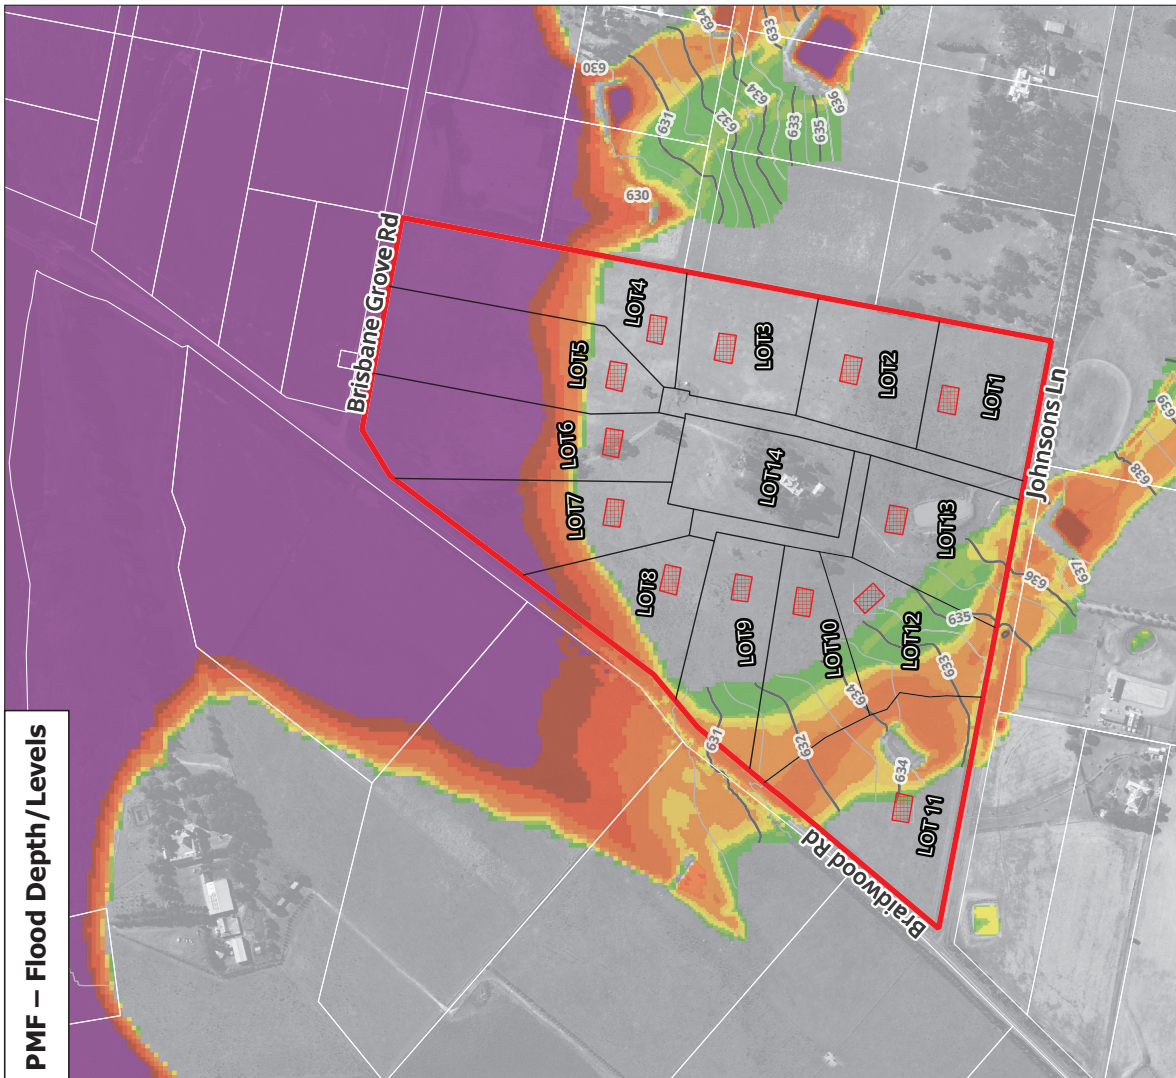 PMF – Flood Depth/Levels
Brisbane Grove Rd
Braidwood Rd
Johnsons Ln
LOT4
LOT5
LOT6
LOT7
LOT8
LOT9
LOT10
LOT 11
LOT12
LOT13
LOT14
LOT3
LOT2
LOT1
634
633
630
631
632
634
633
635
636
630
631
632
634
634
633
635
636
637
638
639